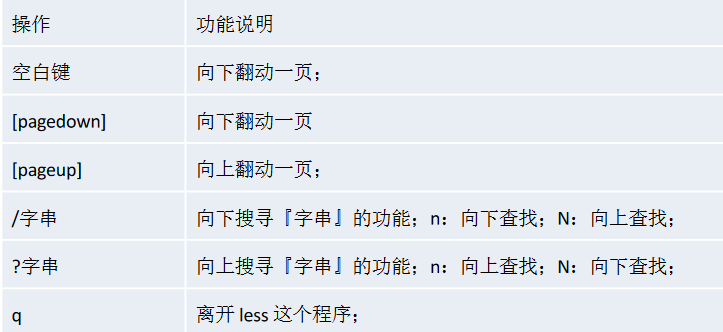 操作 功能说明
空白键 向下翻动一页；
[pagedown] 向下翻动一页
[pageup] 向上翻动一页；
/字串 向下搜寻『字串』的功能；n：向下查找；N：向上查找；
?字串 向上搜寻『字串』的功能；n：向上查找；N：向下查找；
q 离开 less 这个程序；